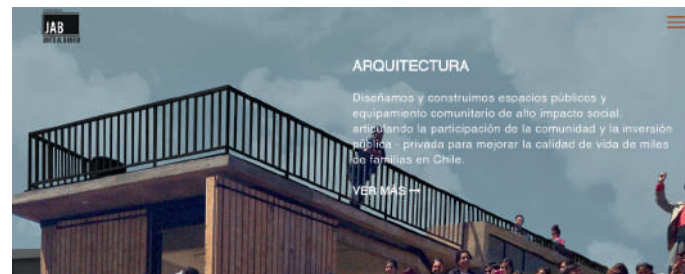 JAB
ARQUITECTURA
Diseñamos y construimos espacios públicos y
equipamiento comunitario de alto impacto social,
articulando la participación de la comunidad y la inversión
pública - privada para mejorar la calidad de vida de miles
de familias en Chile.
VER MÁS →